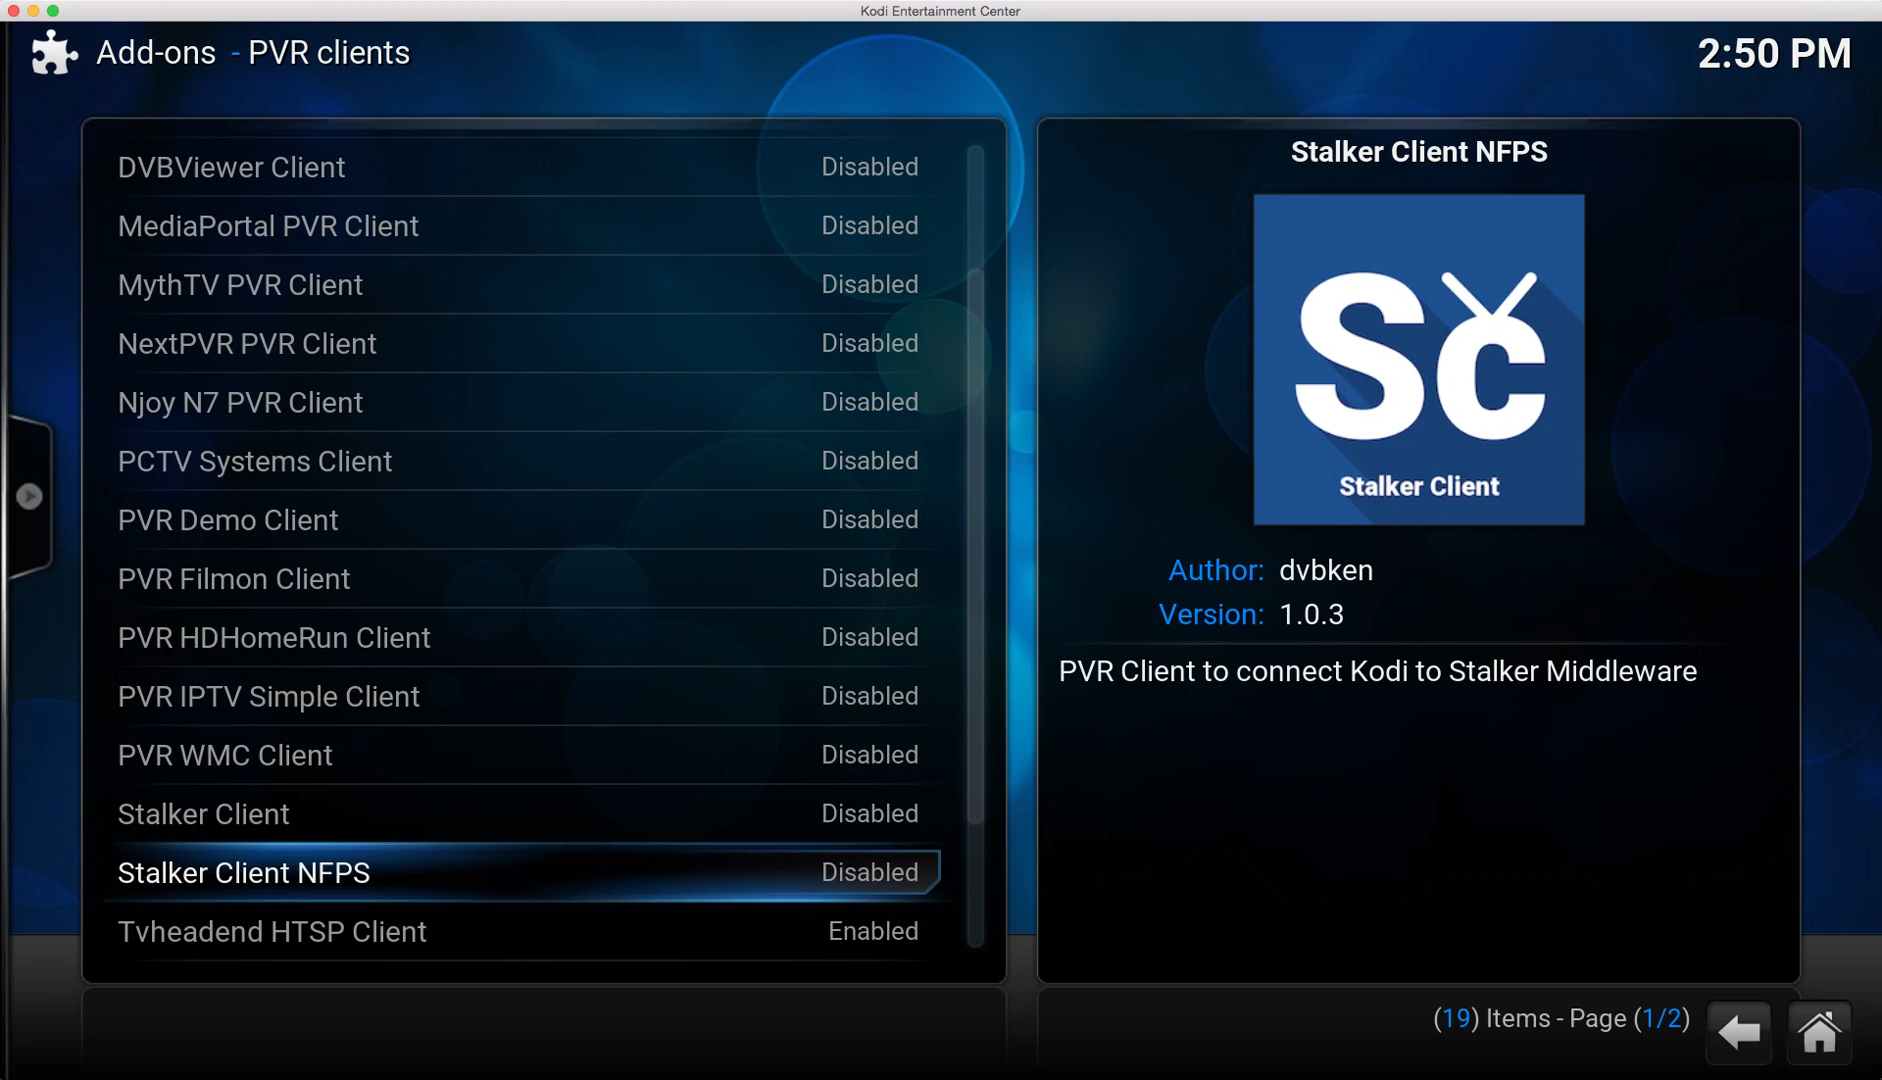 Kodi Entertainment Center
Add-ons - PVR clients
2:50 PM
DVBViewer Client Disabled
MediaPortal PVR Client Disabled
MythTV PVR Client Disabled
NextPVR PVR Client Disabled
Njoy N7 PVR Client Disabled
PCTV Systems Client Disabled
PVR Demo Client Disabled
PVR Filmon Client Disabled
PVR HDHomeRun Client Disabled
PVR IPTV Simple Client Disabled
PVR WMC Client Disabled
Stalker Client Disabled
Stalker Client NFPS Disabled
Tvheadend HTSP Client Enabled
Stalker Client NFPS
Sc
Stalker Client
Author: dvbken
Version: 1.0.3
PVR Client to connect Kodi to Stalker Middleware
(19) Items - Page (1/2)